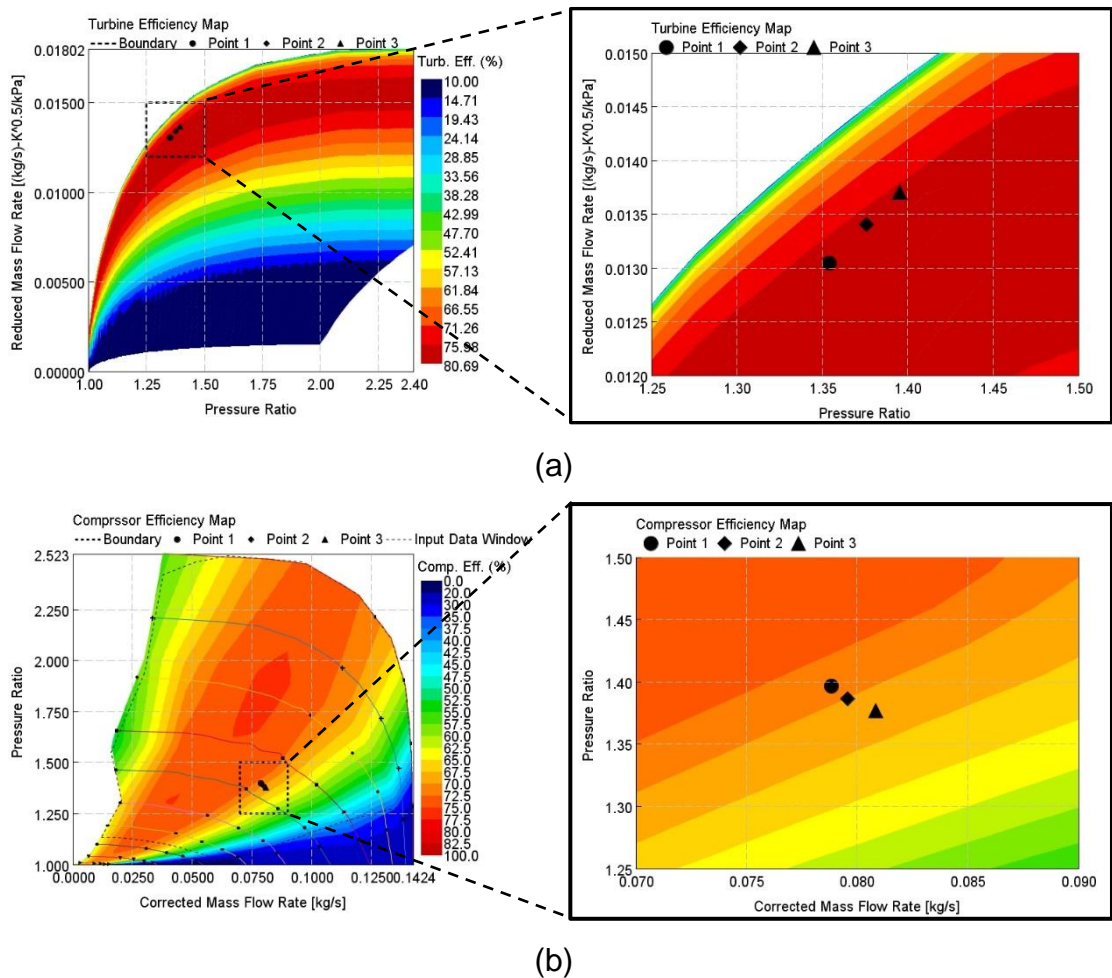 Turbine Efficiency Map
Boundary Point 1 Point 2 Point 3
0.01802
0.01500
0.01000
0.00500
0.00000
Reduced Mass Flow Rate [(kg/s)-K^0.5/kPa]
1.00 1.25 1.50 1.75 2.00 2.25 2.40
Pressure Ratio
Turb. Eff. (%)
10.00
14.71
19.43
24.14
28.85
33.56
38.28
42.99
47.70
52.41
57.13
61.84
66.55
71.26
75.98
80.69
Turbine Efficiency Map
Point 1 Point 2 Point 3
0.0150
0.0145
0.0140
0.0135
0.0130
0.0125
0.0120
Reduced Mass Flow Rate [(kg/s)-K^0.5/kPa]
1.25 1.30 1.35 1.40 1.45 1.50
Pressure Ratio
(a)
Comprssor Efficiency Map
Boundary Point 1 Point 2 Point 3 Input Data Window
2.523
2.250
2.000
1.750
1.500
1.250
1.000
Pressure Ratio
0.0000 0.0250 0.0500 0.0750 0.1000 0.1250 0.1424
Corrected Mass Flow Rate [kg/s]
Comp. Eff. (%)
0.0
20.0
30.0
35.0
37.5
40.0
42.5
45.0
47.5
50.0
52.5
55.0
57.5
60.0
62.5
65.0
67.5
70.0
72.5
75.0
77.5
80.0
82.5
100.0
Compressor Efficiency Map
Point 1 Point 2 Point 3
1.50
1.45
1.40
1.35
1.30
1.25
Pressure Ratio
0.070 0.075 0.080 0.085 0.090
Corrected Mass Flow Rate [kg/s]
(b)